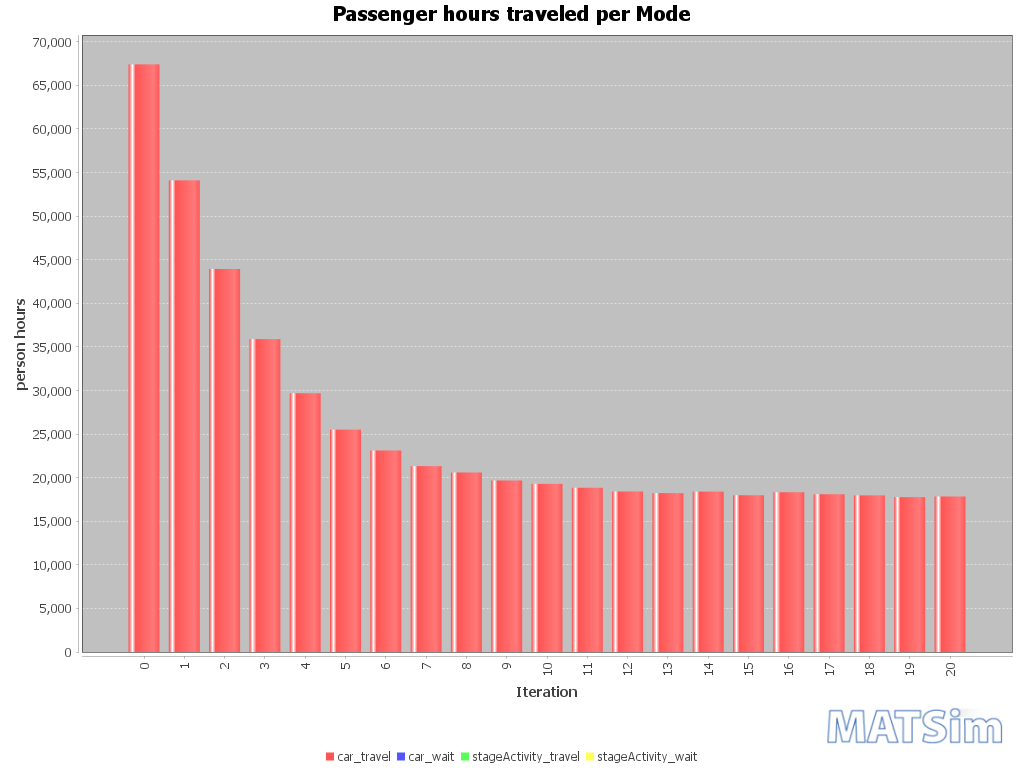 Passenger hours traveled per Mode
70,000
65,000
60,000
55,000
50,000
45,000
40,000
35,000
30,000
25,000
20,000
15,000
10,000
5,000
0
person hours
0 1 2 3 4 5 6 7 8 9 10 11 12 13 14 15 16 17 18 19 20
Iteration
MATSim
car_travel car_wait stageActivity_travel stageActivity_wait